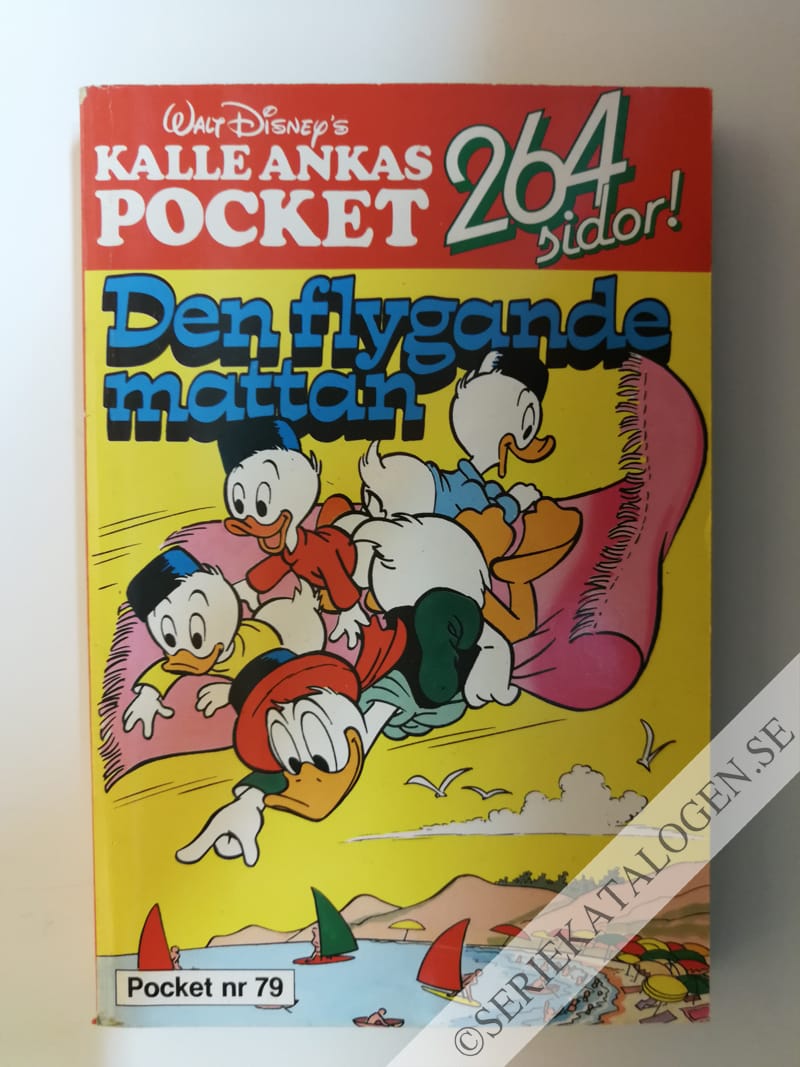 WALT DISNEY'S
KALLE ANKAS
POCKET
264
sidor!
Den flygande
mattan
Pocket nr 79
©SERIEKATALOGEN.SE